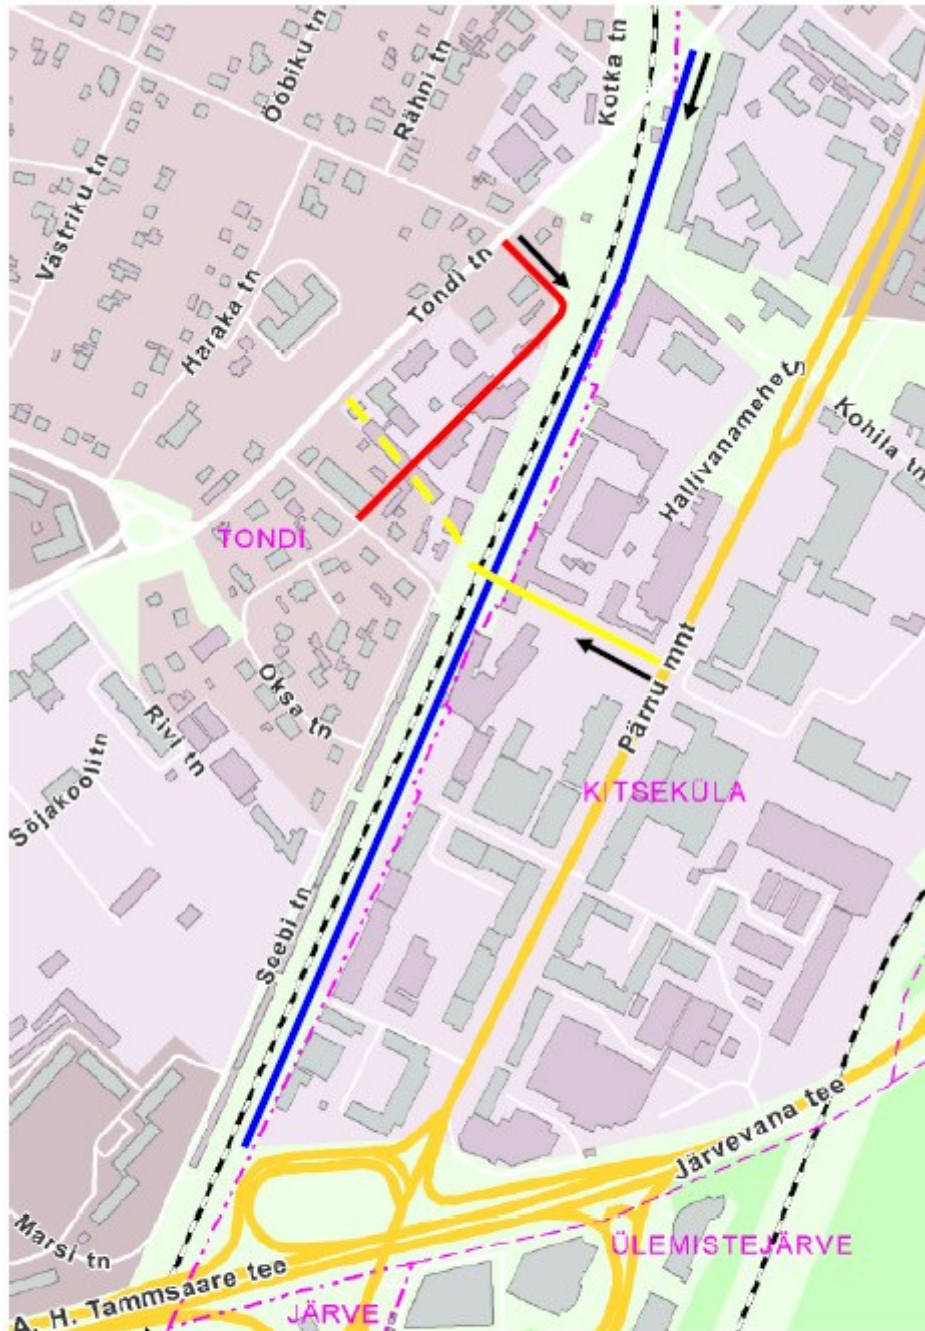 Ööbiku tn
Rähni tn
Kotka tn
Västriku tn
Haraka tn
Tondi tn
Hallivanamehe tn
Kohila tn
TONDI
Oksa tn
Rivi tn
Sõjakooli tn
Pärnu mnt
KITSEKÜLA
Seebi tn
Järvevana tee
Marsi tn
ÜLEMISTEJÄRVE
A. H. Tammsaare tee
JÄRVE